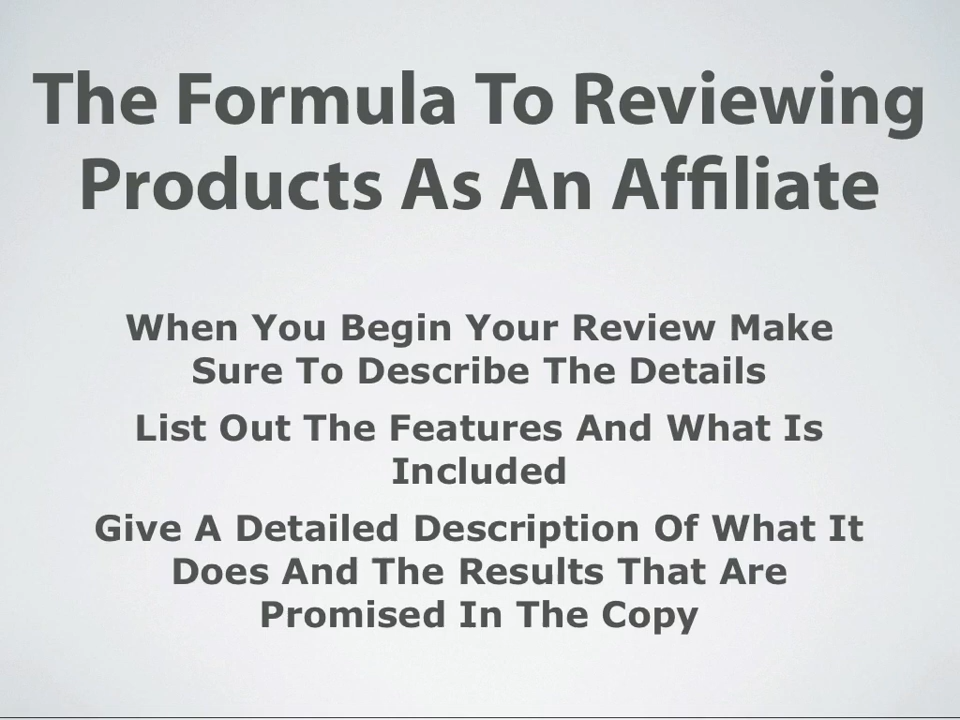 The Formula To Reviewing
Products As An Affiliate
When You Begin Your Review Make
Sure To Describe The Details
List Out The Features And What Is
Included
Give A Detailed Description Of What It
Does And The Results That Are
Promised In The Copy